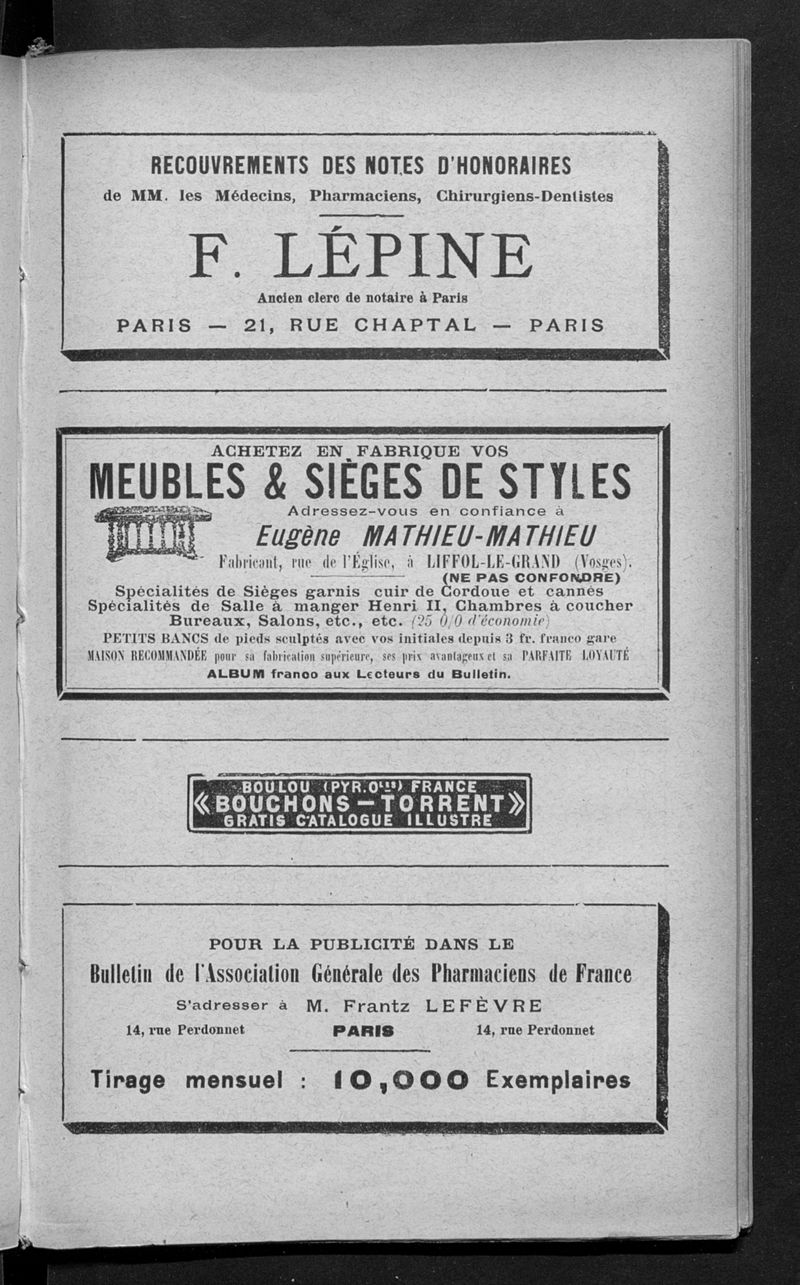 RECOUVREMENTS DES NOTES D'HONORAIRES
de MM. les Médecins, Pharmaciens, Chirurgiens-Dentistes
F. LÉPINE
Ancien clerc de notaire à Paris
PARIS — 21, RUE CHAPTAL — PARIS
ACHETEZ EN FABRIQUE VOS
MEUBLES & SIÈGES DE STYLES
Adressez-vous en confiance à
Eugène MATHIEU-MATHIEU
Fabricant, rue de l'Église, à LIFFOL-LE-GRAND (Vosges).
(NE PAS CONFONDRE)
Spécialités de Sièges garnis cuir de Cordoue et cannés
Spécialités de Salle à manger Henri II, Chambres à coucher
Bureaux, Salons, etc., etc. (25 0/0 d'économie)
PETITS BANCS de pieds sculptés avec vos initiales depuis 3 fr. franco gare
MAISON RECOMMANDÉE pour sa fabrication supérieure, ses prix avantageux et sa PARFAITE LOYAUTÉ
ALBUM franco aux Lecteurs du Bulletin.
BOULOU (PYR. Oles) FRANCE
« BOUCHONS — TORRENT »
GRATIS CATALOGUE ILLUSTRE
POUR LA PUBLICITÉ DANS LE
Bulletin de l'Association Générale des Pharmaciens de France
S'adresser à M. Frantz LEFÈVRE
14, rue Perdonnet PARIS 14, rue Perdonnet
Tirage mensuel : 10,000 Exemplaires